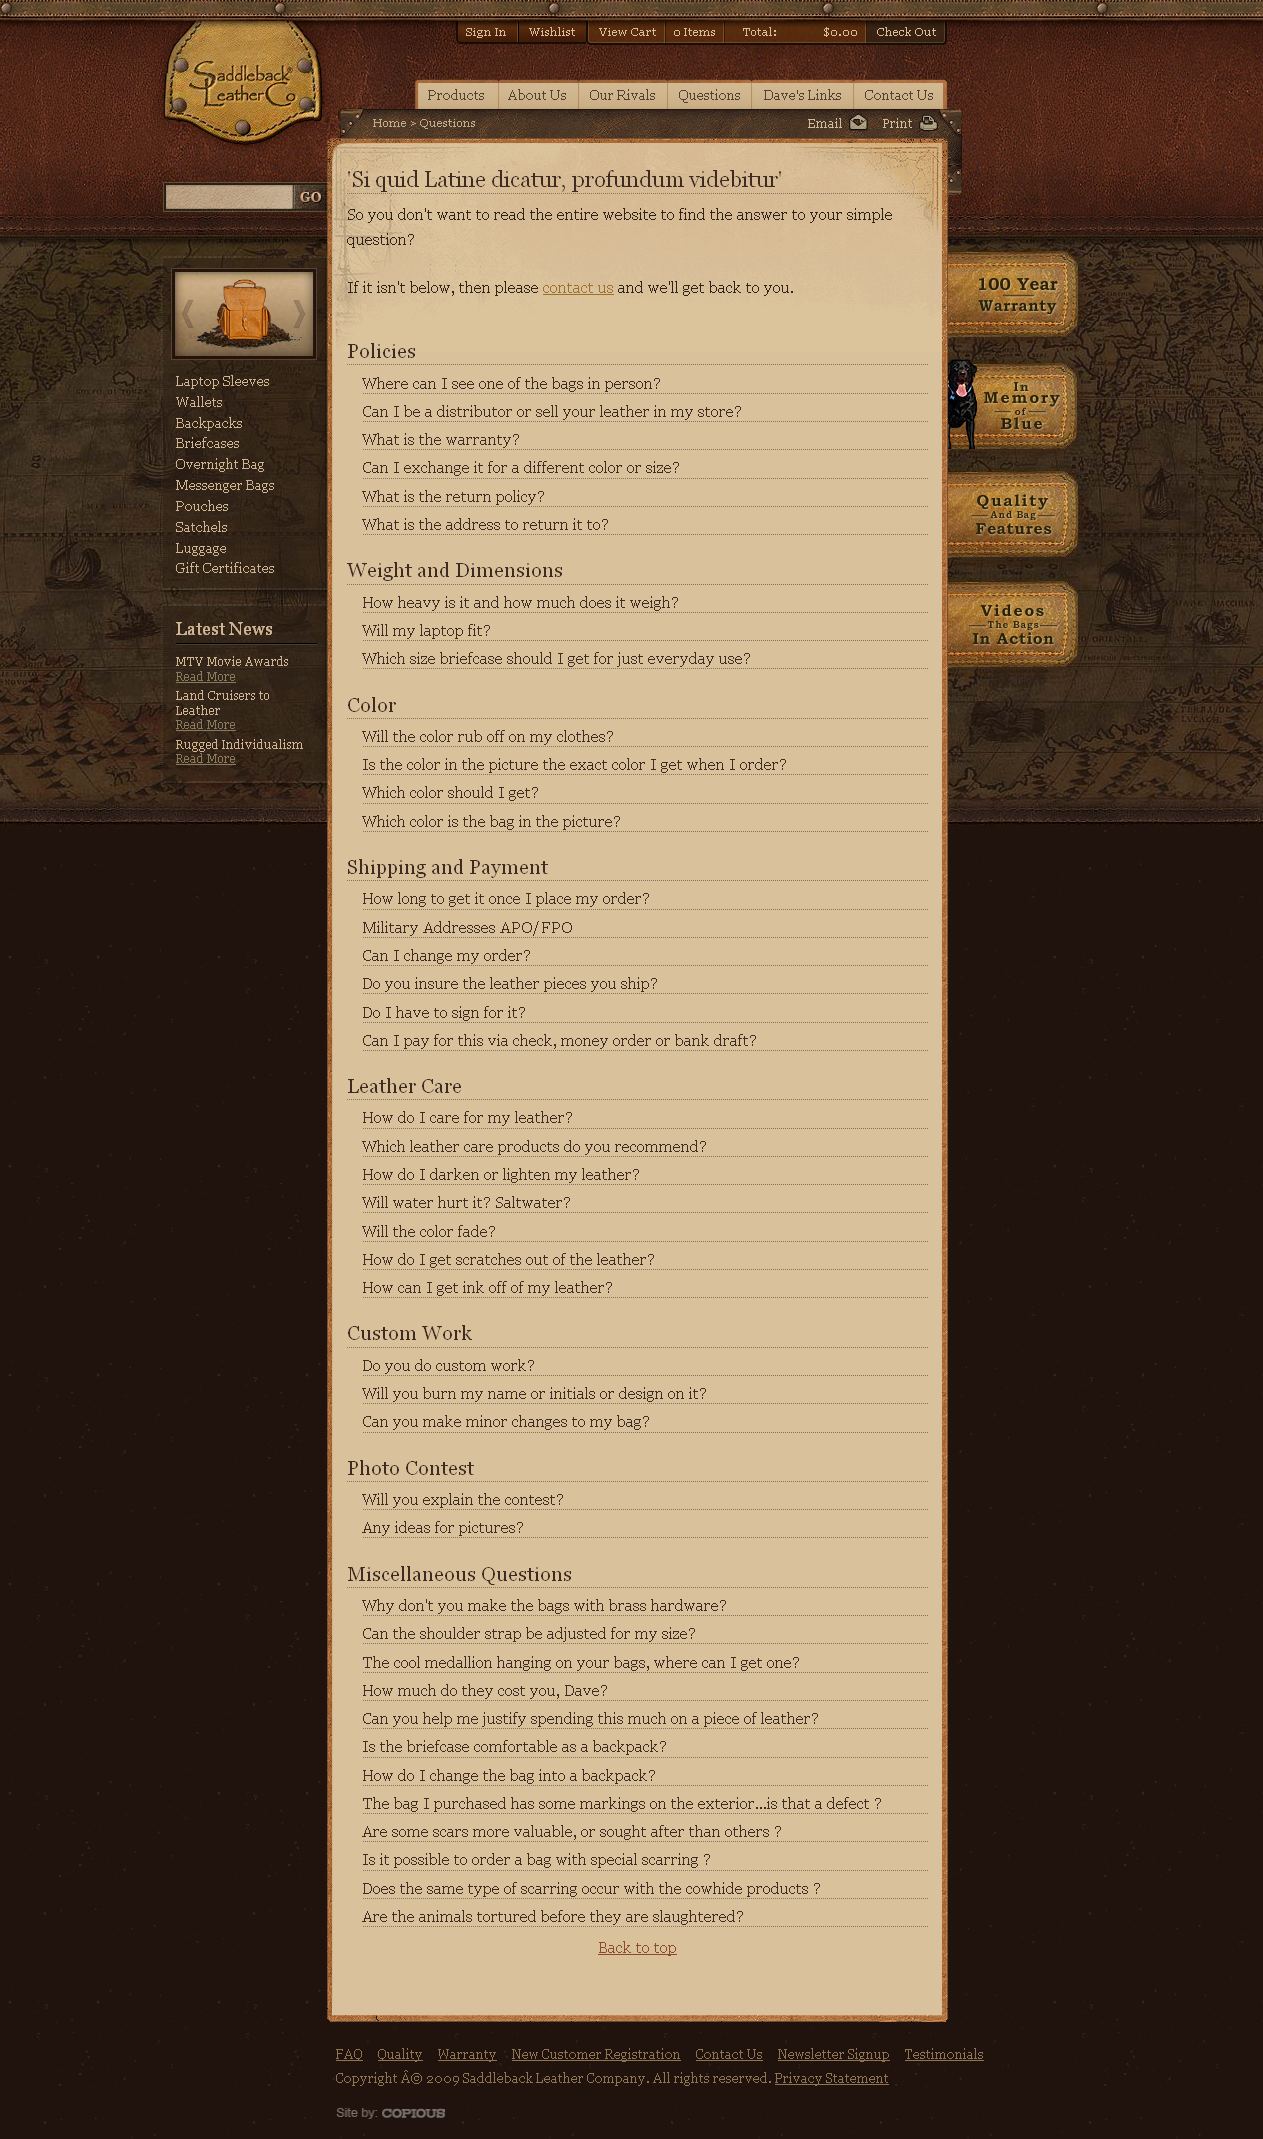 Sign In
Wishlist
View Cart
0 Items
Total:
$0.00
Check Out
Saddleback
Leather Co
Products
About Us
Our Rivals
Questions
Dave's Links
Contact Us
Home > Questions
Email
Print
GO
'Si quid Latine dicatur, profundum videbitur'
So you don't want to read the entire website to find the answer to your simple
question?
If it isn't below, then please contact us and we'll get back to you.
Laptop Sleeves
Wallets
Backpacks
Briefcases
Overnight Bag
Messenger Bags
Pouches
Satchels
Luggage
Gift Certificates
Latest News
MTV Movie Awards
Read More
Land Cruisers to
Leather
Read More
Rugged Individualism
Read More
Policies
Where can I see one of the bags in person?
Can I be a distributor or sell your leather in my store?
What is the warranty?
Can I exchange it for a different color or size?
What is the return policy?
What is the address to return it to?
Weight and Dimensions
How heavy is it and how much does it weigh?
Will my laptop fit?
Which size briefcase should I get for just everyday use?
Color
Will the color rub off on my clothes?
Is the color in the picture the exact color I get when I order?
Which color should I get?
Which color is the bag in the picture?
Shipping and Payment
How long to get it once I place my order?
Military Addresses APO/FPO
Can I change my order?
Do you insure the leather pieces you ship?
Do I have to sign for it?
Can I pay for this via check, money order or bank draft?
Leather Care
How do I care for my leather?
Which leather care products do you recommend?
How do I darken or lighten my leather?
Will water hurt it? Saltwater?
Will the color fade?
How do I get scratches out of the leather?
How can I get ink off of my leather?
Custom Work
Do you do custom work?
Will you burn my name or initials or design on it?
Can you make minor changes to my bag?
Photo Contest
Will you explain the contest?
Any ideas for pictures?
Miscellaneous Questions
Why don't you make the bags with brass hardware?
Can the shoulder strap be adjusted for my size?
The cool medallion hanging on your bags, where can I get one?
How much do they cost you, Dave?
Can you help me justify spending this much on a piece of leather?
Is the briefcase comfortable as a backpack?
How do I change the bag into a backpack?
The bag I purchased has some markings on the exterior...is that a defect ?
Are some scars more valuable, or sought after than others ?
Is it possible to order a bag with special scarring ?
Does the same type of scarring occur with the cowhide products ?
Are the animals tortured before they are slaughtered?
Back to top
100 Year
Warranty
In
Memory
of
Blue
Quality
And Bag
Features
Videos
The Bags
In Action
FAQ
Quality
Warranty
New Customer Registration
Contact Us
Newsletter Signup
Testimonials
Copyright Â© 2009 Saddleback Leather Company. All rights reserved. Privacy Statement
Site by: COPIOUS